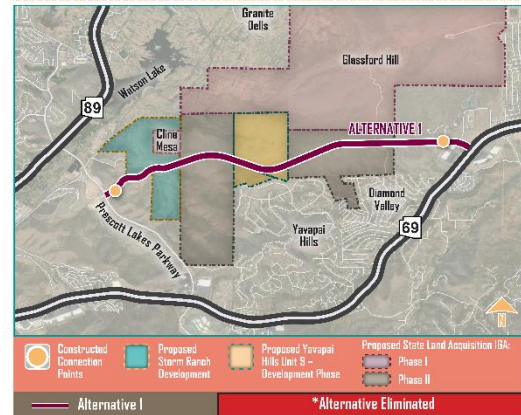 Granite
Dells
Glassford Hill
Watson Lake
89
ALTERNATIVE 1
Cline
Mesa
Prescott Lakes Parkway
Diamond
Valley
69
Yavapai
Hills
N
Constructed
Connection
Points
Proposed
Storm Ranch
Development
Proposed Yavapai
Hills Unit 9 –
Development Phase
Proposed State Land Acquisition IGA:
Phase I
Phase II
Alternative 1
*Alternative Eliminated